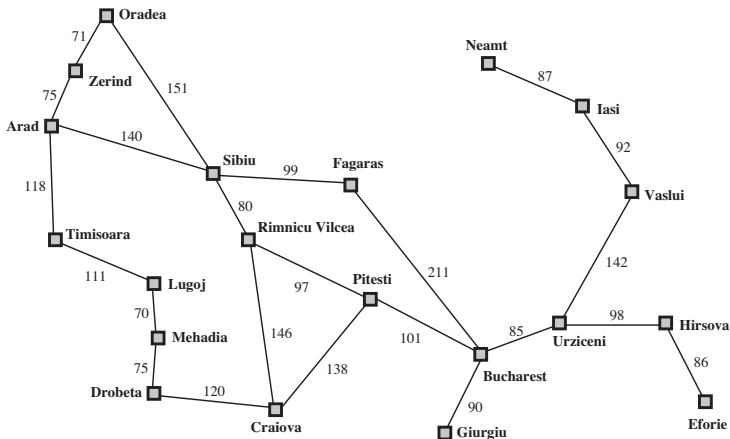 Oradea
71
Neamt
Zerind
87
151
75
Iasi
Arad
140
92
Sibiu
99
Fagaras
118
Vaslui
80
Timisoara
Rimnicu Vilcea
142
111
211
Lugoj
97
Pitesti
70
98
Hirsova
146
85
Mehadia
101
Urziceni
138
86
75
Bucharest
120
Drobeta
90
Craiova
Eforie
Giurgiu